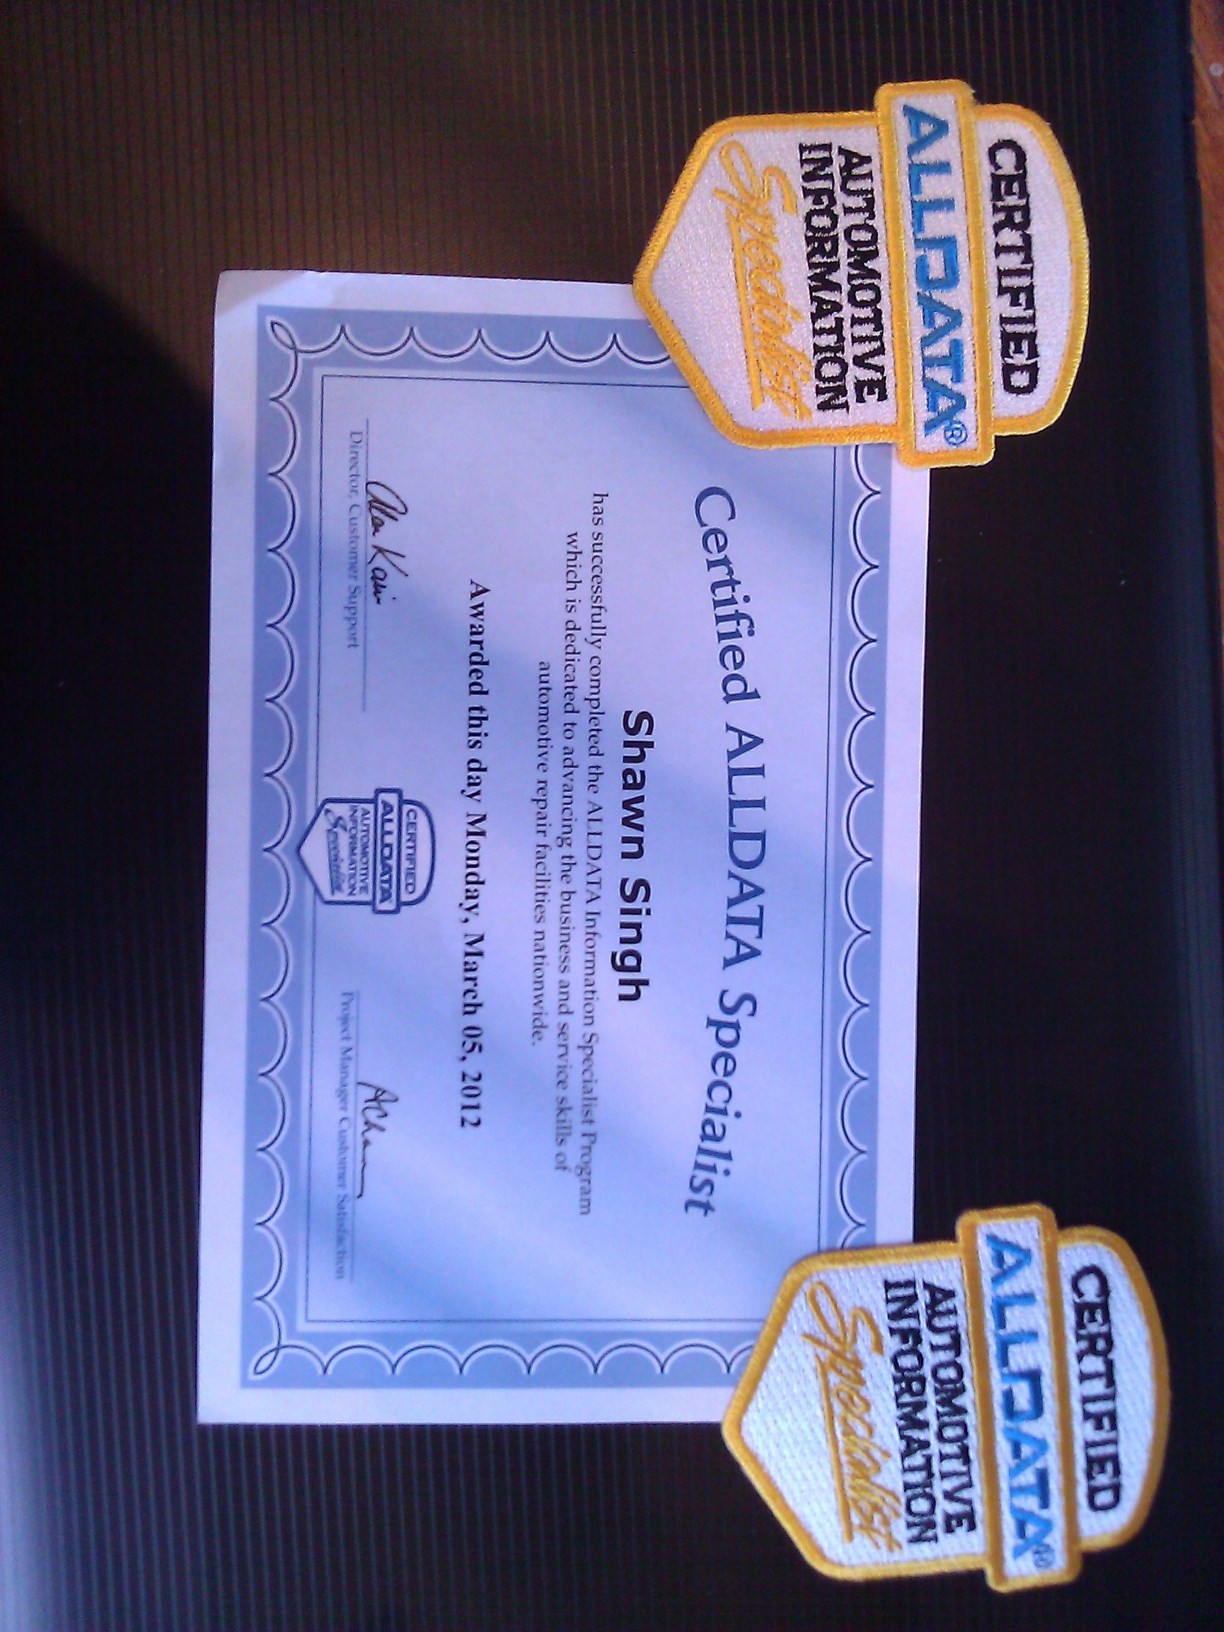 CERTIFIED
ALLDATA®
AUTOMOTIVE
INFORMATION
Specialist
CERTIFIED
ALLDATA®
AUTOMOTIVE
INFORMATION
Specialist
Certified ALLDATA Specialist
Shawn Singh
has successfully completed the ALLDATA Information Specialist Program
which is dedicated to advancing the business and service skills of
automotive repair facilities nationwide.
Awarded this day Monday, March 05, 2012
Director, Customer Support
CERTIFIED
ALLDATA
AUTOMOTIVE
INFORMATION
Specialist
Project Manager Customer Satisfaction